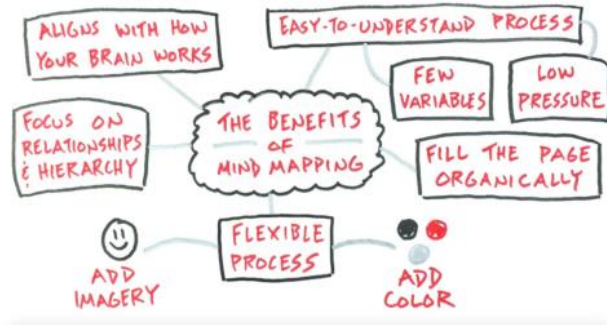 ALIGNS WITH HOW
YOUR BRAIN WORKS
EASY-TO-UNDERSTAND PROCESS
FEW
VARIABLES
LOW
PRESSURE
FOCUS ON
RELATIONSHIPS
& HIERARCHY
THE BENEFITS
OF
MIND MAPPING
FILL THE PAGE
ORGANICALLY
FLEXIBLE
PROCESS
ADD
IMAGERY
ADD
COLOR